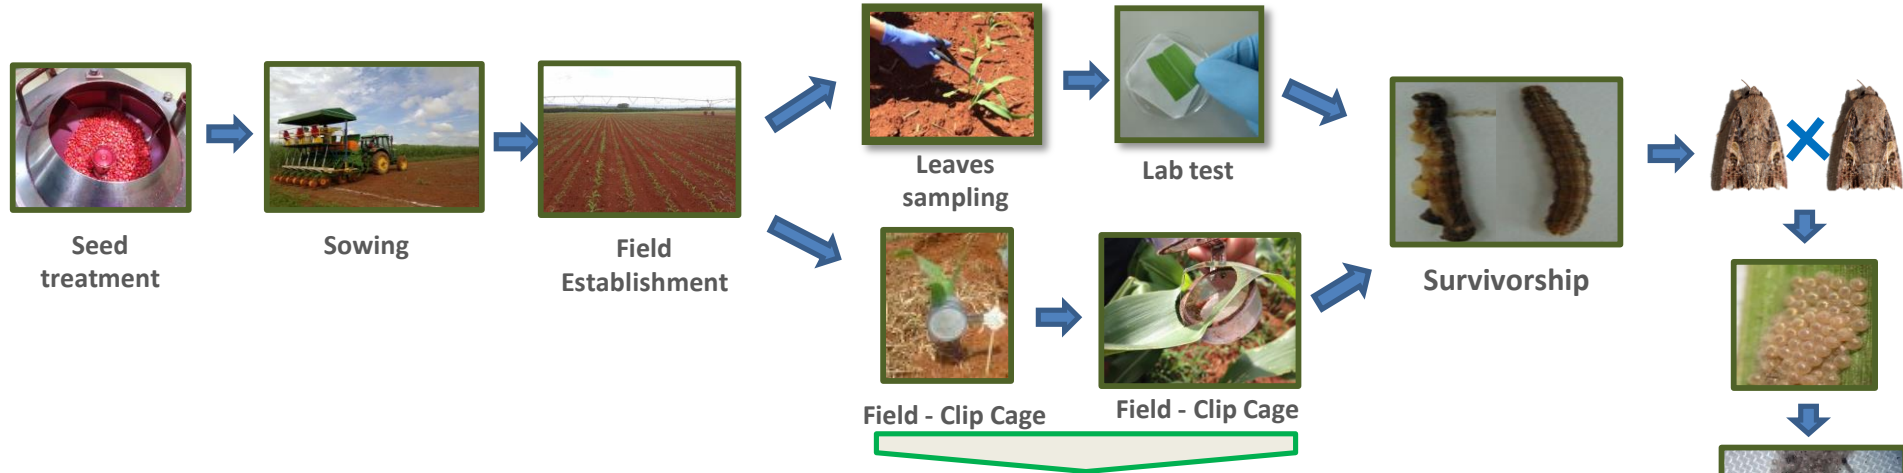 Seed
treatment
Sowing
Field
Establishment
Leaves
sampling
Lab test
Field - Clip Cage
Field - Clip Cage
Survivorship